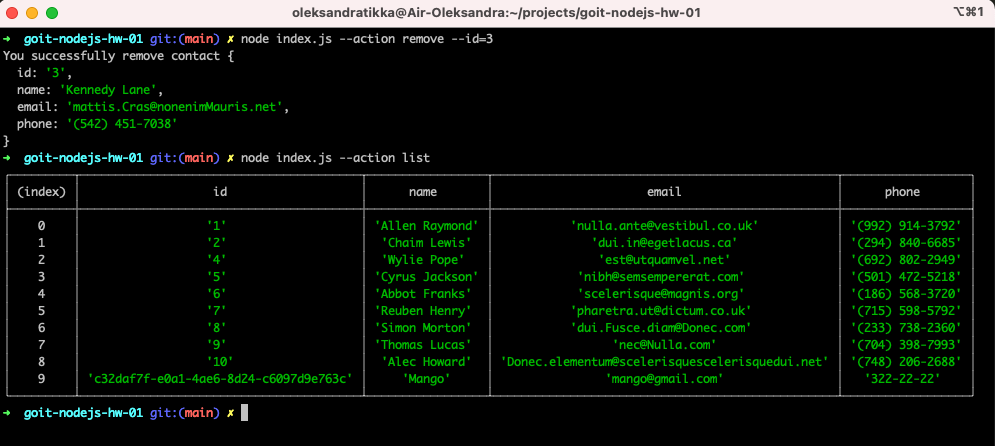 oleksandratikka@Air-Oleksandra:~/projects/goit-nodejs-hw-01 ⌥⌘1
➜ goit-nodejs-hw-01 git:(main) ✗ node index.js --action remove --id=3
You successfully remove contact {
  id: '3',
  name: 'Kennedy Lane',
  email: 'mattis.Cras@nonenimMauris.net',
  phone: '(542) 451-7038'
}
➜ goit-nodejs-hw-01 git:(main) ✗ node index.js --action list
(index) id name email phone
0 '1' 'Allen Raymond' 'nulla.ante@vestibul.co.uk' '(992) 914-3792'
1 '2' 'Chaim Lewis' 'dui.in@egetlacus.ca' '(294) 840-6685'
2 '4' 'Wylie Pope' 'est@utquamvel.net' '(692) 802-2949'
3 '5' 'Cyrus Jackson' 'nibh@semsempererat.com' '(501) 472-5218'
4 '6' 'Abbot Franks' 'scelerisque@magnis.org' '(186) 568-3720'
5 '7' 'Reuben Henry' 'pharetra.ut@dictum.co.uk' '(715) 598-5792'
6 '8' 'Simon Morton' 'dui.Fusce.diam@Donec.com' '(233) 738-2360'
7 '9' 'Thomas Lucas' 'nec@Nulla.com' '(704) 398-7993'
8 '10' 'Alec Howard' 'Donec.elementum@scelerisquescelerisquedui.net' '(748) 206-2688'
9 'c32daf7f-e0a1-4ae6-8d24-c6097d9e763c' 'Mango' 'mango@gmail.com' '322-22-22'
➜ goit-nodejs-hw-01 git:(main) ✗